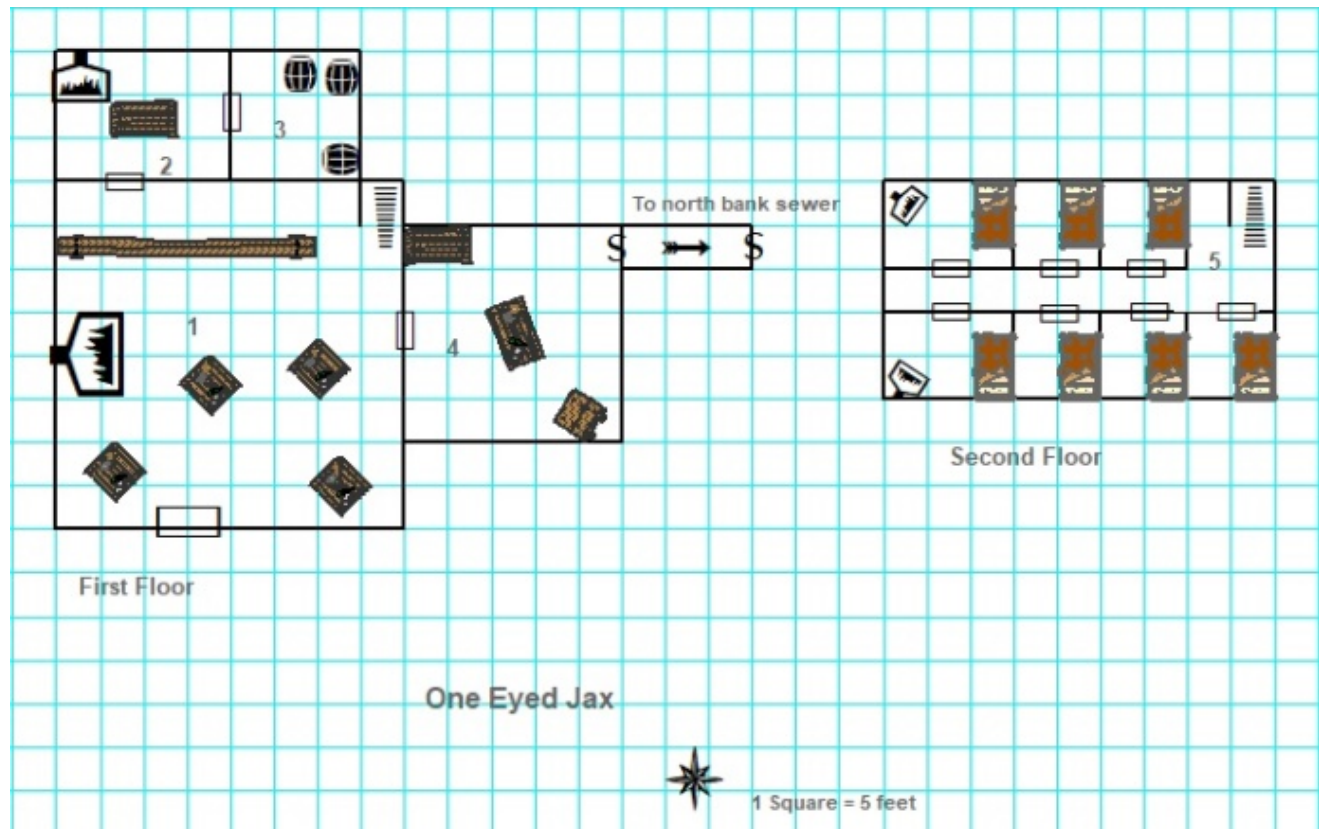 3
2
To north bank sewer
S
S
5
1
4
Second Floor
First Floor
One Eyed Jax
1 Square = 5 feet